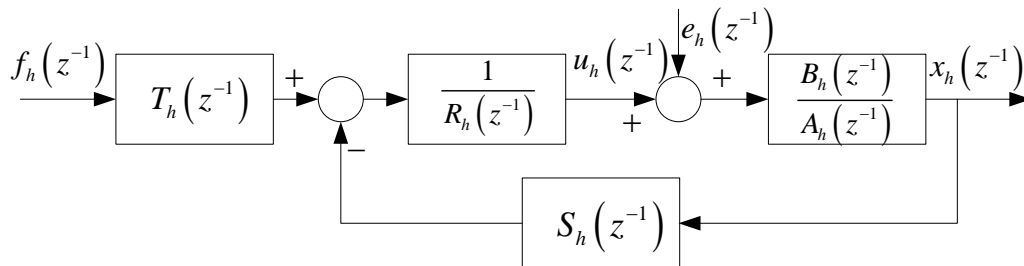 f_h(z^{-1})
T_h(z^{-1})
+
−
1
R_h(z^{-1})
u_h(z^{-1})
+
e_h(z^{-1})
+
B_h(z^{-1})
A_h(z^{-1})
x_h(z^{-1})
S_h(z^{-1})